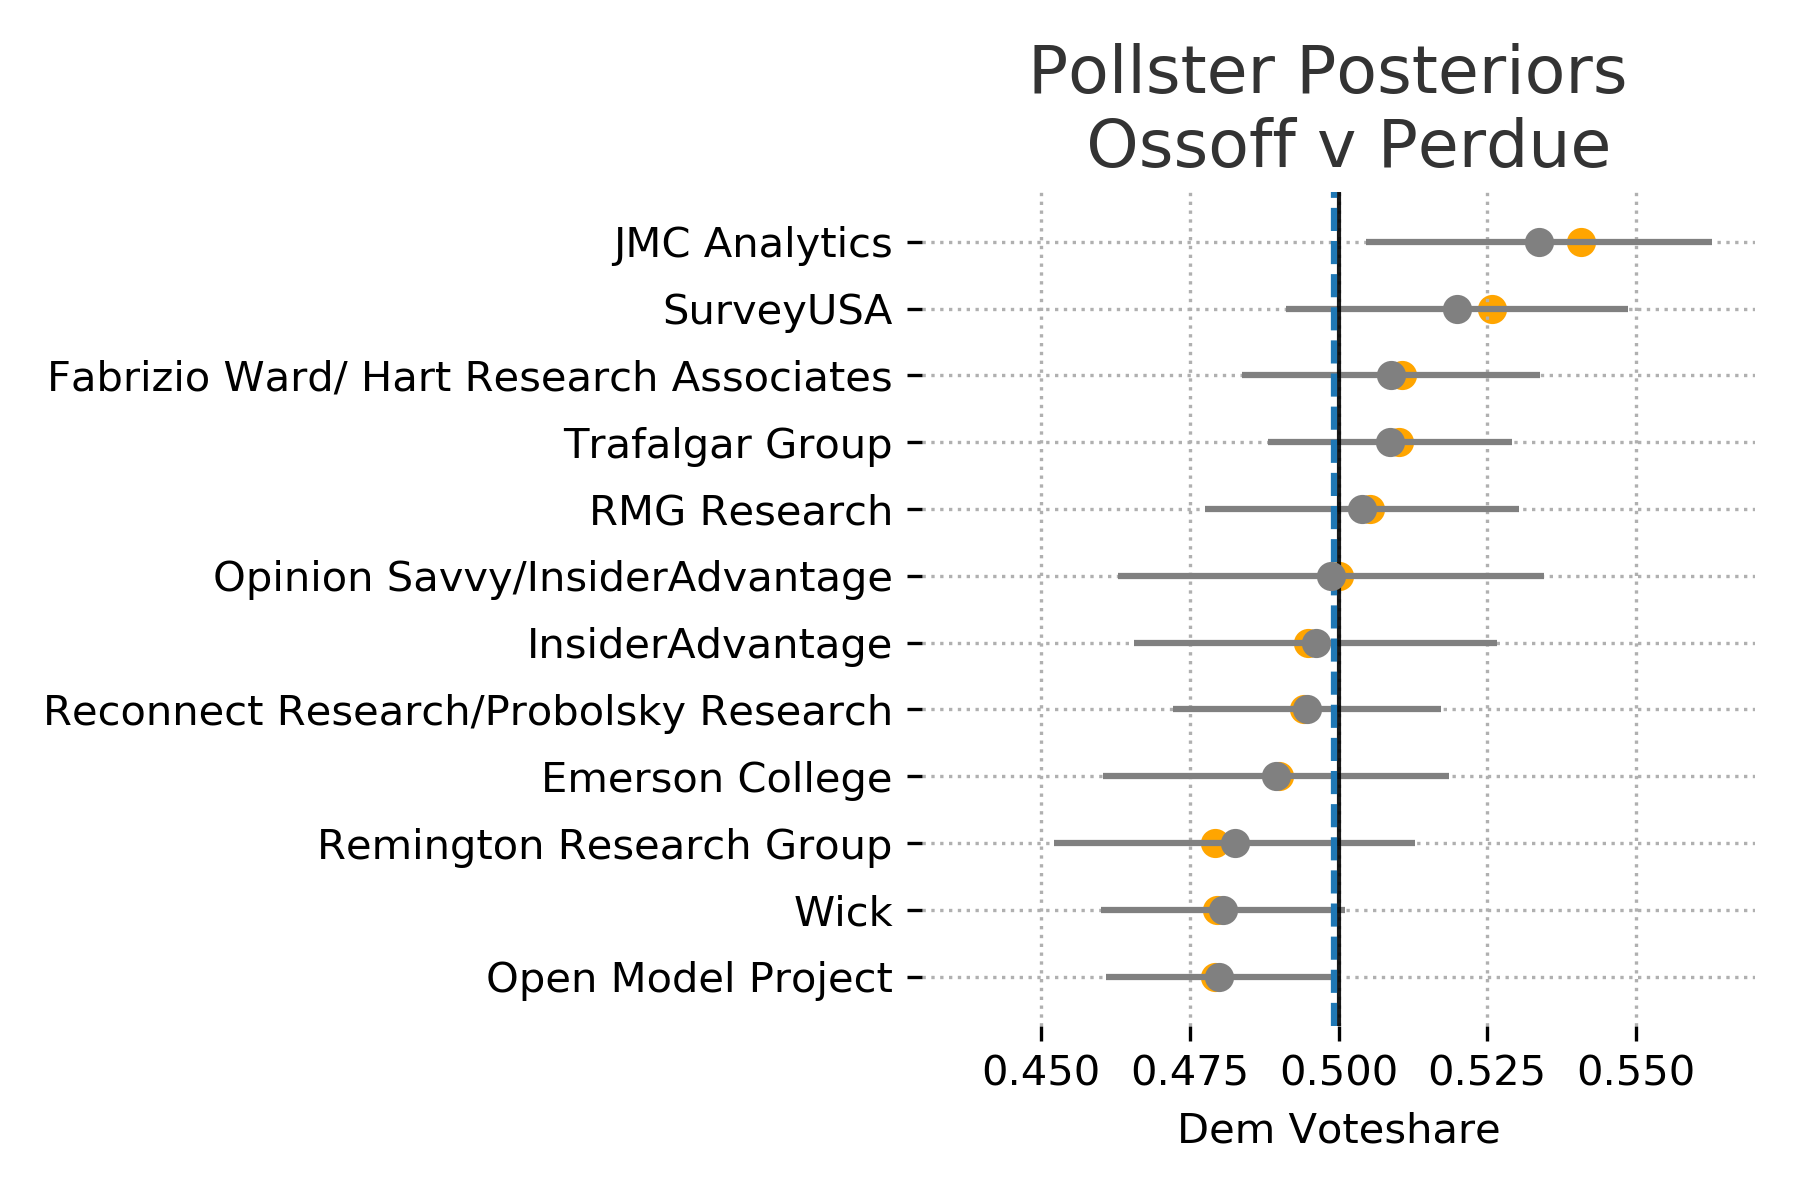 Pollster Posteriors
Ossoff v Perdue
JMC Analytics
SurveyUSA
Fabrizio Ward/ Hart Research Associates
Trafalgar Group
RMG Research
Opinion Savvy/InsiderAdvantage
InsiderAdvantage
Reconnect Research/Probolsky Research
Emerson College
Remington Research Group
Wick
Open Model Project
0.450 0.475 0.500 0.525 0.550
Dem Voteshare